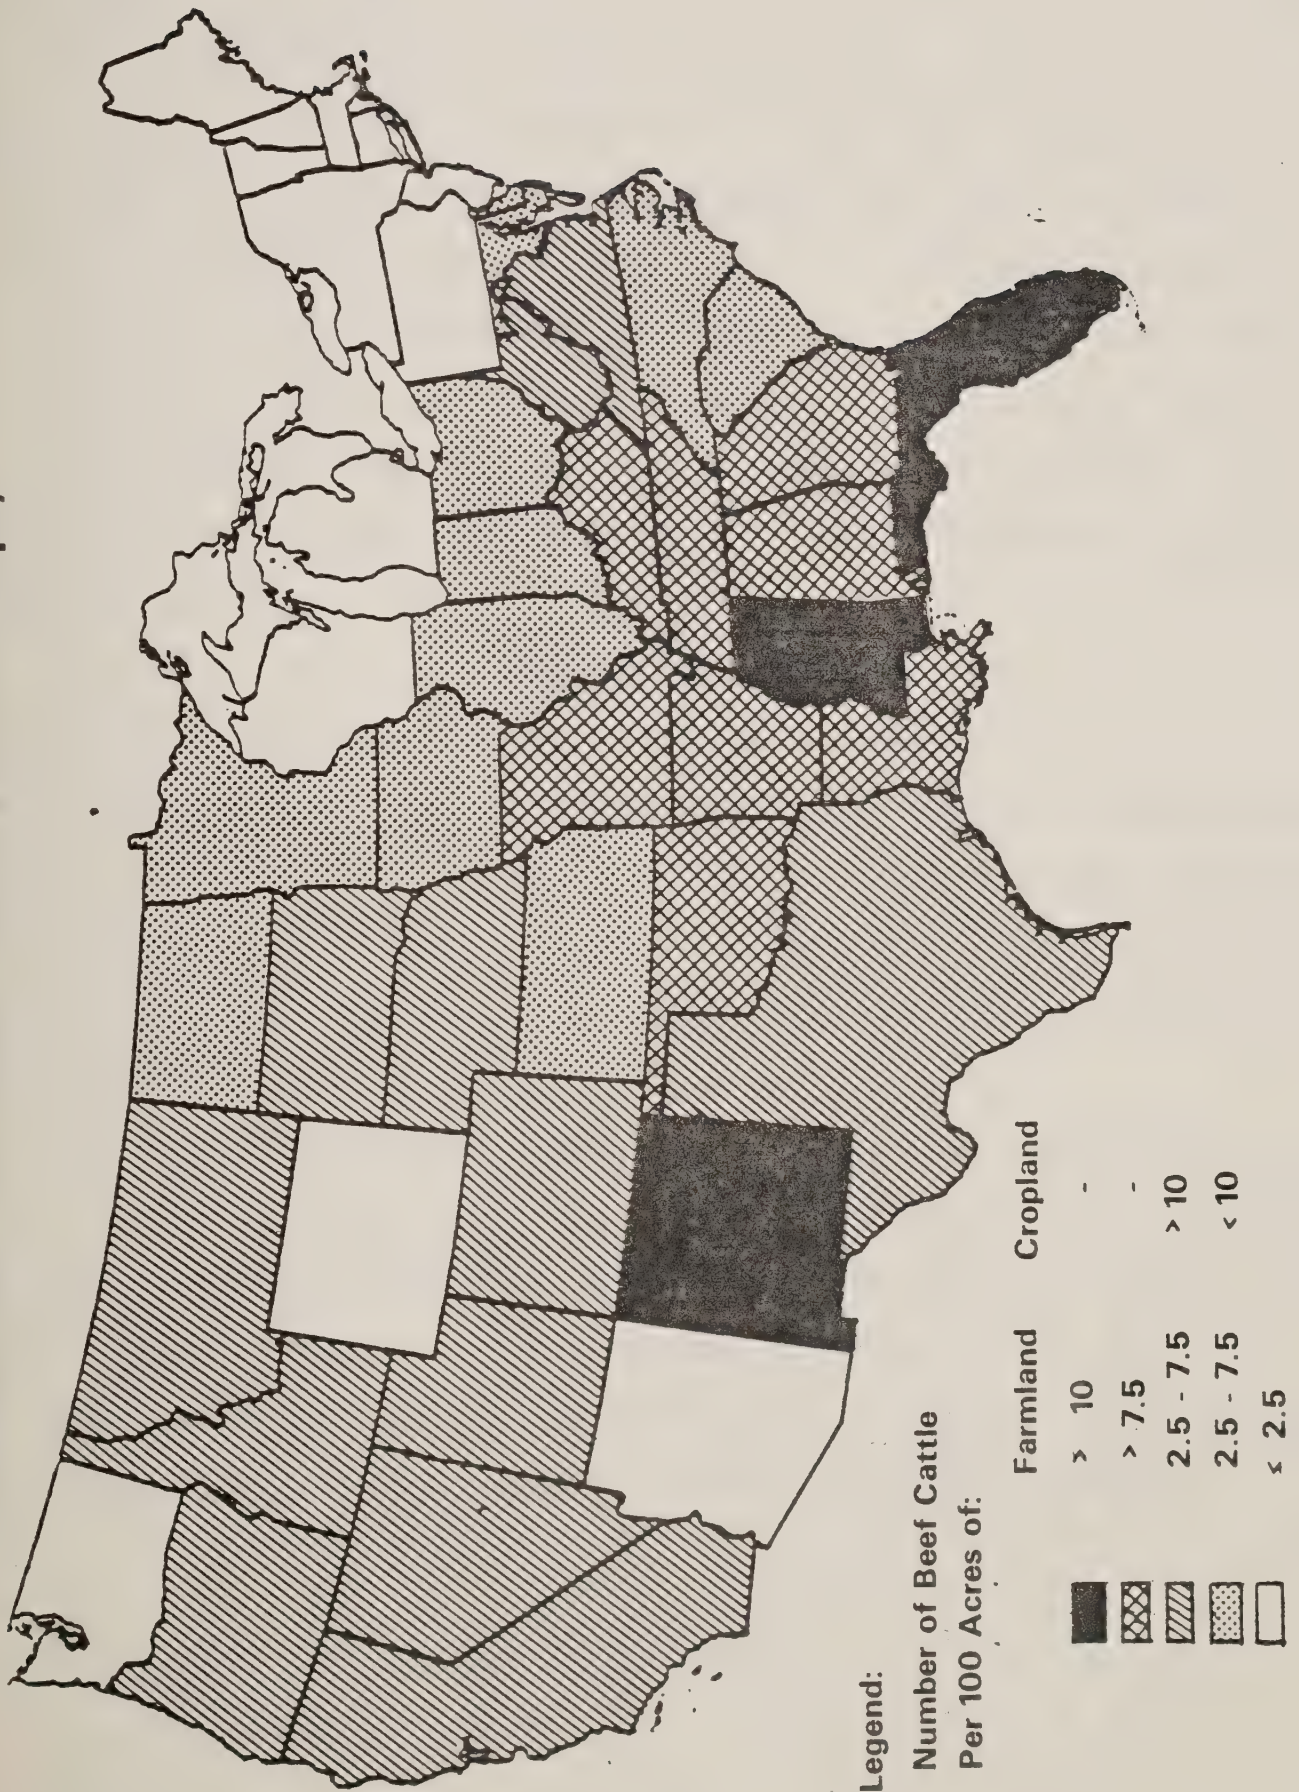 Legend:
Number of Beef Cattle
Per 100 Acres of:
Farmland Cropland
> 10 -
> 7.5 -
2.5 - 7.5 > 10
2.5 - 7.5 < 10
≤ 2.5